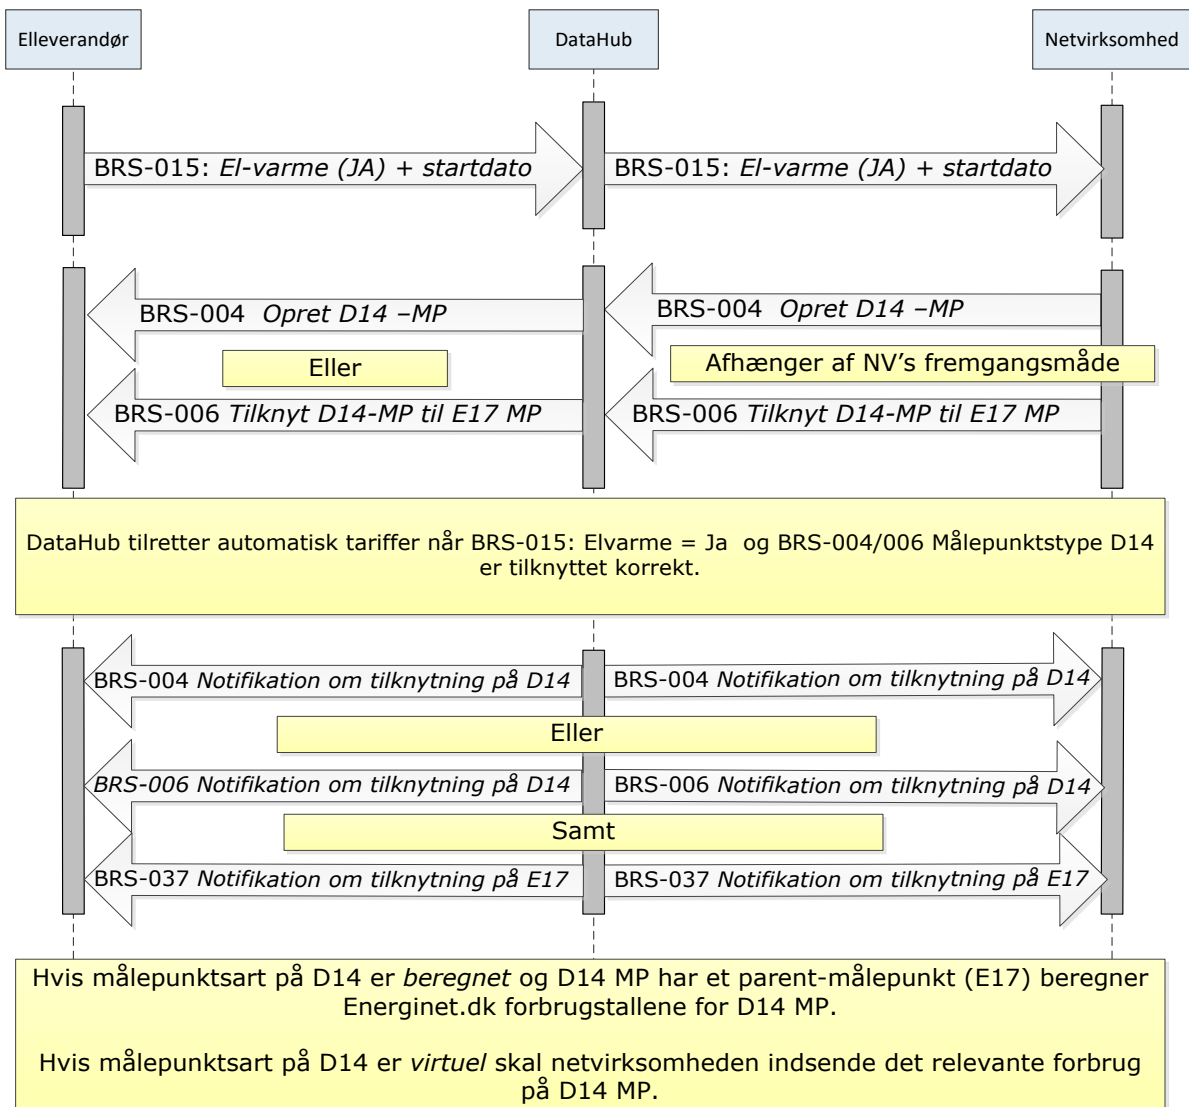 Elleverandør
DataHub
Netvirksomhed
BRS-015: El-varme (JA) + startdato
BRS-015: El-varme (JA) + startdato
BRS-004 Opret D14 –MP
BRS-004 Opret D14 –MP
Eller
Afhænger af NV’s fremgangsmåde
BRS-006 Tilknyt D14-MP til E17 MP
BRS-006 Tilknyt D14-MP til E17 MP
DataHub tilretter automatisk tariffer når BRS-015: Elvarme = Ja og BRS-004/006 Målepunktstype D14
er tilknyttet korrekt.
BRS-004 Notifikation om tilknytning på D14
BRS-004 Notifikation om tilknytning på D14
Eller
BRS-006 Notifikation om tilknytning på D14
BRS-006 Notifikation om tilknytning på D14
Samt
BRS-037 Notifikation om tilknytning på E17
BRS-037 Notifikation om tilknytning på E17
Hvis målepunktsart på D14 er beregnet og D14 MP har et parent-målepunkt (E17) beregner
Energinet.dk forbrugstallene for D14 MP.
Hvis målepunktsart på D14 er virtuel skal netvirksomheden indsende det relevante forbrug
på D14 MP.